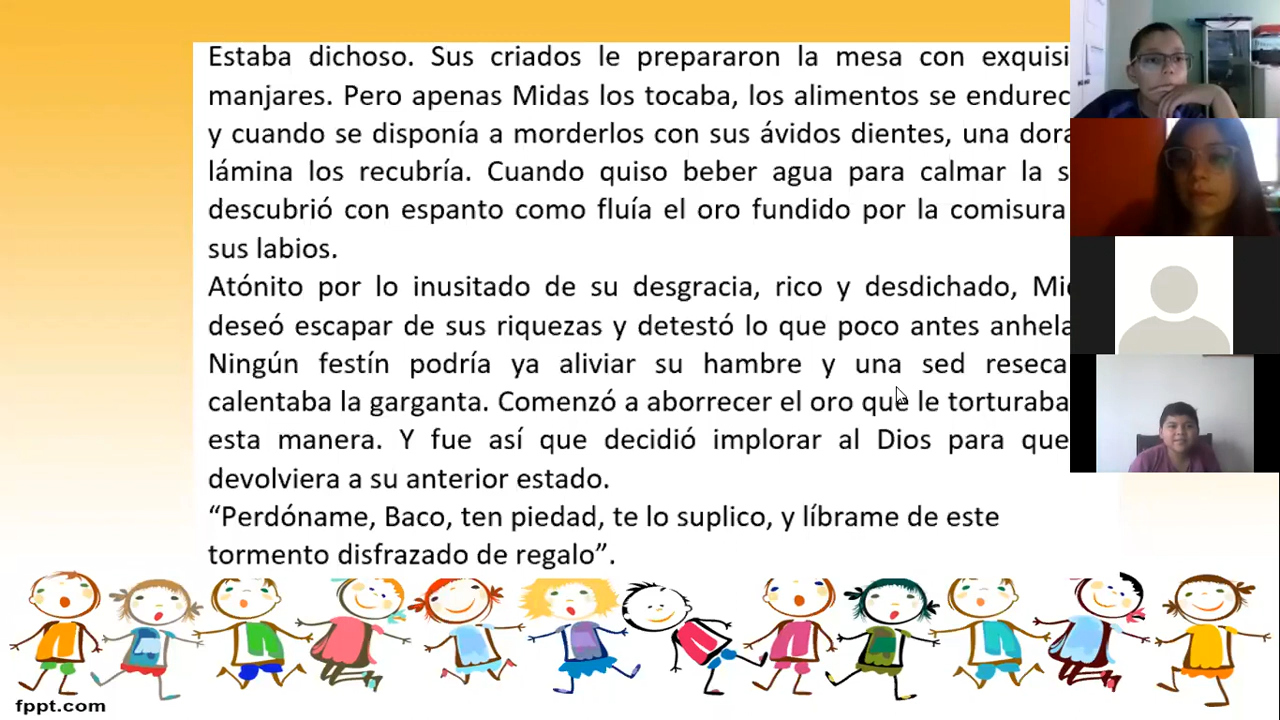 Estaba dichoso. Sus criados le prepararon la mesa con exquisi
manjares. Pero apenas Midas los tocaba, los alimentos se endurec
y cuando se disponía a morderlos con sus ávidos dientes, una dora
lámina los recubría. Cuando quiso beber agua para calmar la s
descubrió con espanto como fluía el oro fundido por la comisura
sus labios.
Atónito por lo inusitado de su desgracia, rico y desdichado, Mi
deseó escapar de sus riquezas y detestó lo que poco antes anhela
Ningún festín podría ya aliviar su hambre y una sed reseca
calentaba la garganta. Comenzó a aborrecer el oro que le torturaba
esta manera. Y fue así que decidió implorar al Dios para que
devolviera a su anterior estado.
“Perdóname, Baco, ten piedad, te lo suplico, y líbrame de este
tormento disfrazado de regalo”.
fppt.com